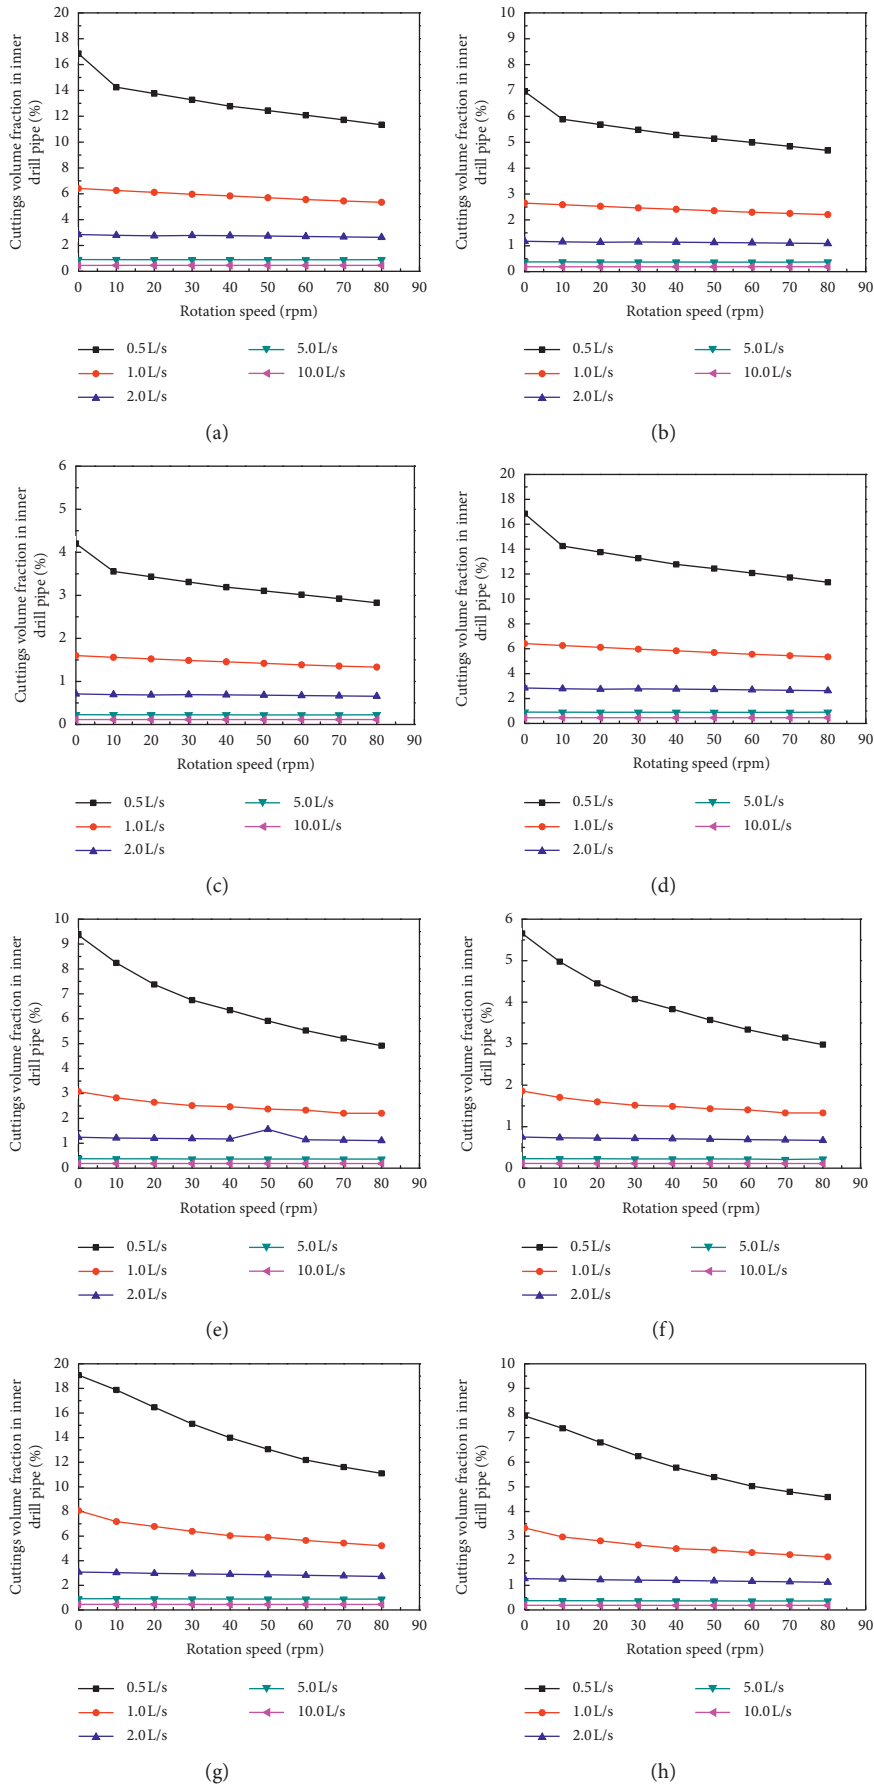 Cuttings volume fraction in inner
drill pipe (%)
20
18
16
14
12
10
8
6
4
2
0
0 10 20 30 40 50 60 70 80 90
Rotation speed (rpm)
0.5 L/s
1.0 L/s
2.0 L/s
5.0 L/s
10.0 L/s
(a)
Cuttings volume fraction in inner
drill pipe (%)
10
9
8
7
6
5
4
3
2
1
0
0 10 20 30 40 50 60 70 80 90
Rotation speed (rpm)
0.5 L/s
1.0 L/s
2.0 L/s
5.0 L/s
10.0 L/s
(b)
Cuttings volume fraction in inner
drill pipe (%)
6
5
4
3
2
1
0
0 10 20 30 40 50 60 70 80 90
Rotation speed (rpm)
0.5 L/s
1.0 L/s
2.0 L/s
5.0 L/s
10.0 L/s
(c)
Cuttings volume fraction in inner
drill pipe (%)
20
18
16
14
12
10
8
6
4
2
0
0 10 20 30 40 50 60 70 80 90
Rotating speed (rpm)
0.5 L/s
1.0 L/s
2.0 L/s
5.0 L/s
10.0 L/s
(d)
Cuttings volume fraction in inner
drill pipe (%)
10
9
8
7
6
5
4
3
2
1
0
0 10 20 30 40 50 60 70 80 90
Rotation speed (rpm)
0.5 L/s
1.0 L/s
2.0 L/s
5.0 L/s
10.0 L/s
(e)
Cuttings volume fraction in inner
drill pipe (%)
6
5
4
3
2
1
0
0 10 20 30 40 50 60 70 80 90
Rotation speed (rpm)
0.5 L/s
1.0 L/s
2.0 L/s
5.0 L/s
10.0 L/s
(f)
Cuttings volume fraction in inner
drill pipe (%)
20
18
16
14
12
10
8
6
4
2
0
0 10 20 30 40 50 60 70 80 90
Rotation speed (rpm)
0.5 L/s
1.0 L/s
2.0 L/s
5.0 L/s
10.0 L/s
(g)
Cuttings volume fraction in inner
drill pipe (%)
10
9
8
7
6
5
4
3
2
1
0
0 10 20 30 40 50 60 70 80 90
Rotation speed (rpm)
0.5 L/s
1.0 L/s
2.0 L/s
5.0 L/s
10.0 L/s
(h)